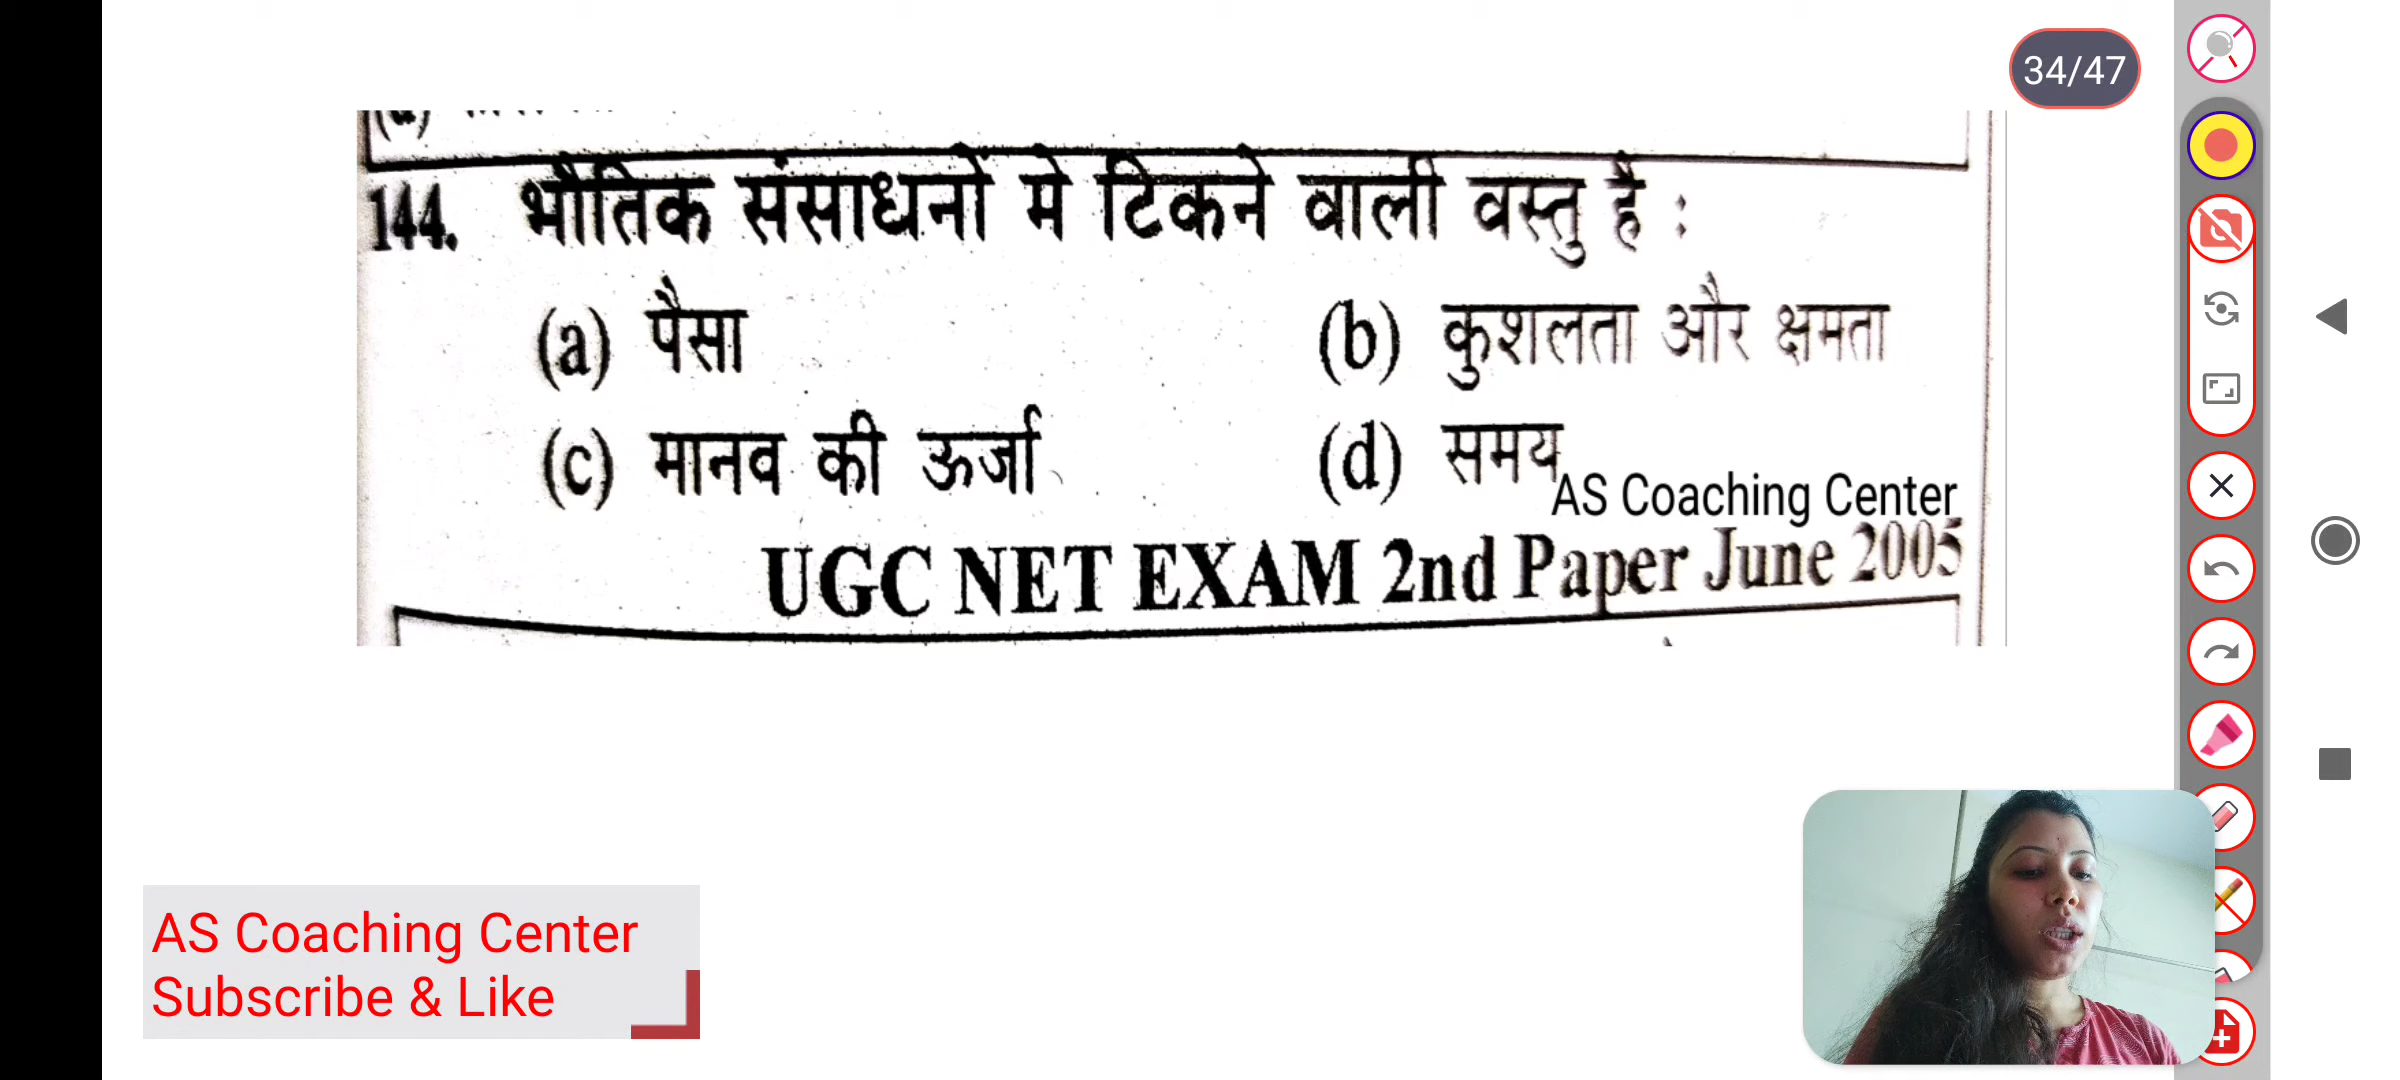 34/47
144. भौतिक संसाधनों मे टिकने वाली वस्तु है :
(a) पैसा (b) कुशलता और क्षमता
(c) मानव की ऊर्जा (d) समय
AS Coaching Center
UGC NET EXAM 2nd Paper June 2005
AS Coaching Center
Subscribe & Like